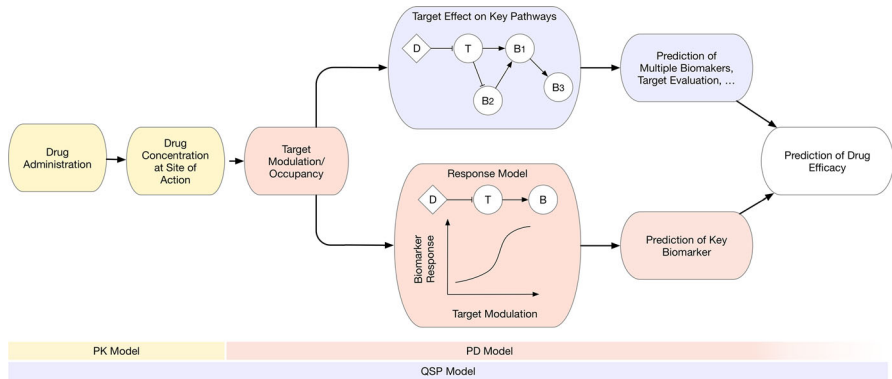 Drug
Administration
Drug
Concentration
at Site of
Action
Target
Modulation/
Occupancy
Target Effect on Key Pathways
D
T
B1
B2
B3
Prediction of
Multiple Biomakers,
Target Evaluation, ...
Response Model
D
T
B
Biomarker
Response
Target Modulation
Prediction of Key
Biomarker
Prediction of Drug
Efficacy
PK Model
PD Model
QSP Model